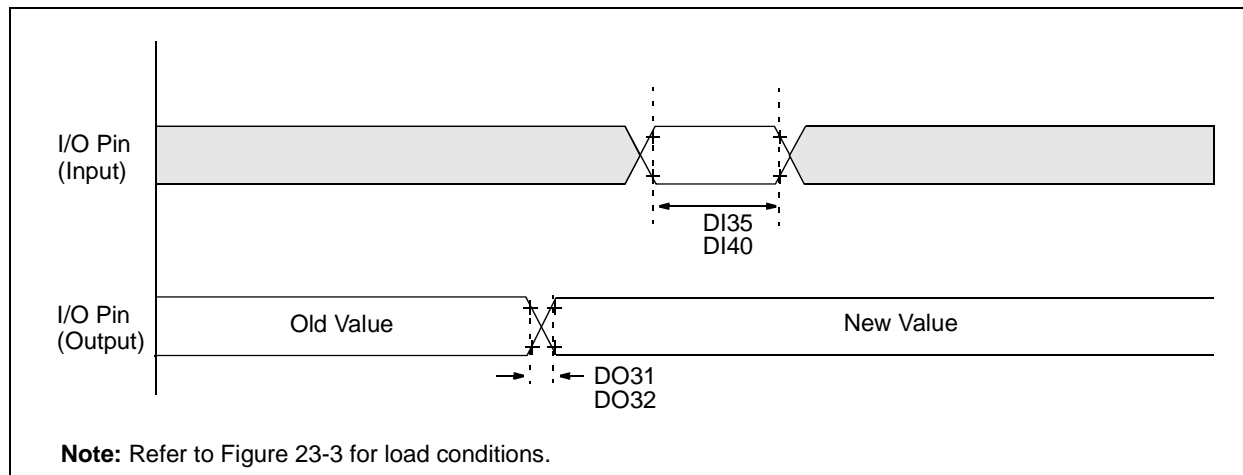 I/O Pin
(Input)
DI35
DI40
I/O Pin
(Output)
Old Value
New Value
DO31
DO32
Note: Refer to Figure 23-3 for load conditions.